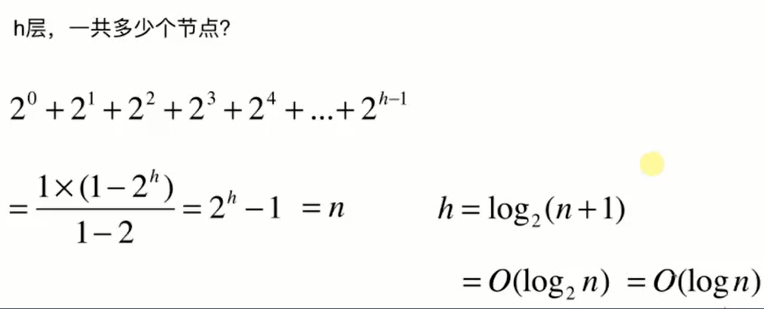 h层，一共多少个节点？
2^0 + 2^1 + 2^2 + 2^3 + 2^4 + ... + 2^{h-1}
= \frac{1×(1-2^h)}{1-2} = 2^h - 1 = n
h = log_2(n+1)
= O(log_2 n) = O(log n)